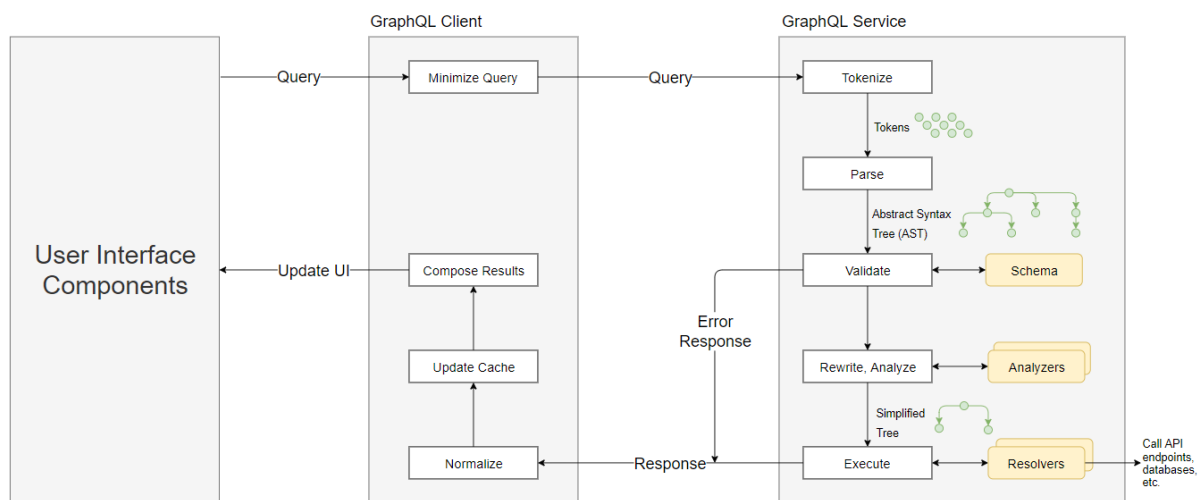 GraphQL Client
GraphQL Service
Query
Minimize Query
Query
Tokenize
Tokens
Parse
Abstract Syntax
Tree (AST)
User Interface
Components
Update UI
Compose Results
Validate
Schema
Error
Response
Update Cache
Rewrite, Analyze
Analyzers
Simplified
Tree
Normalize
Response
Execute
Resolvers
Call API
endpoints,
databases,
etc.